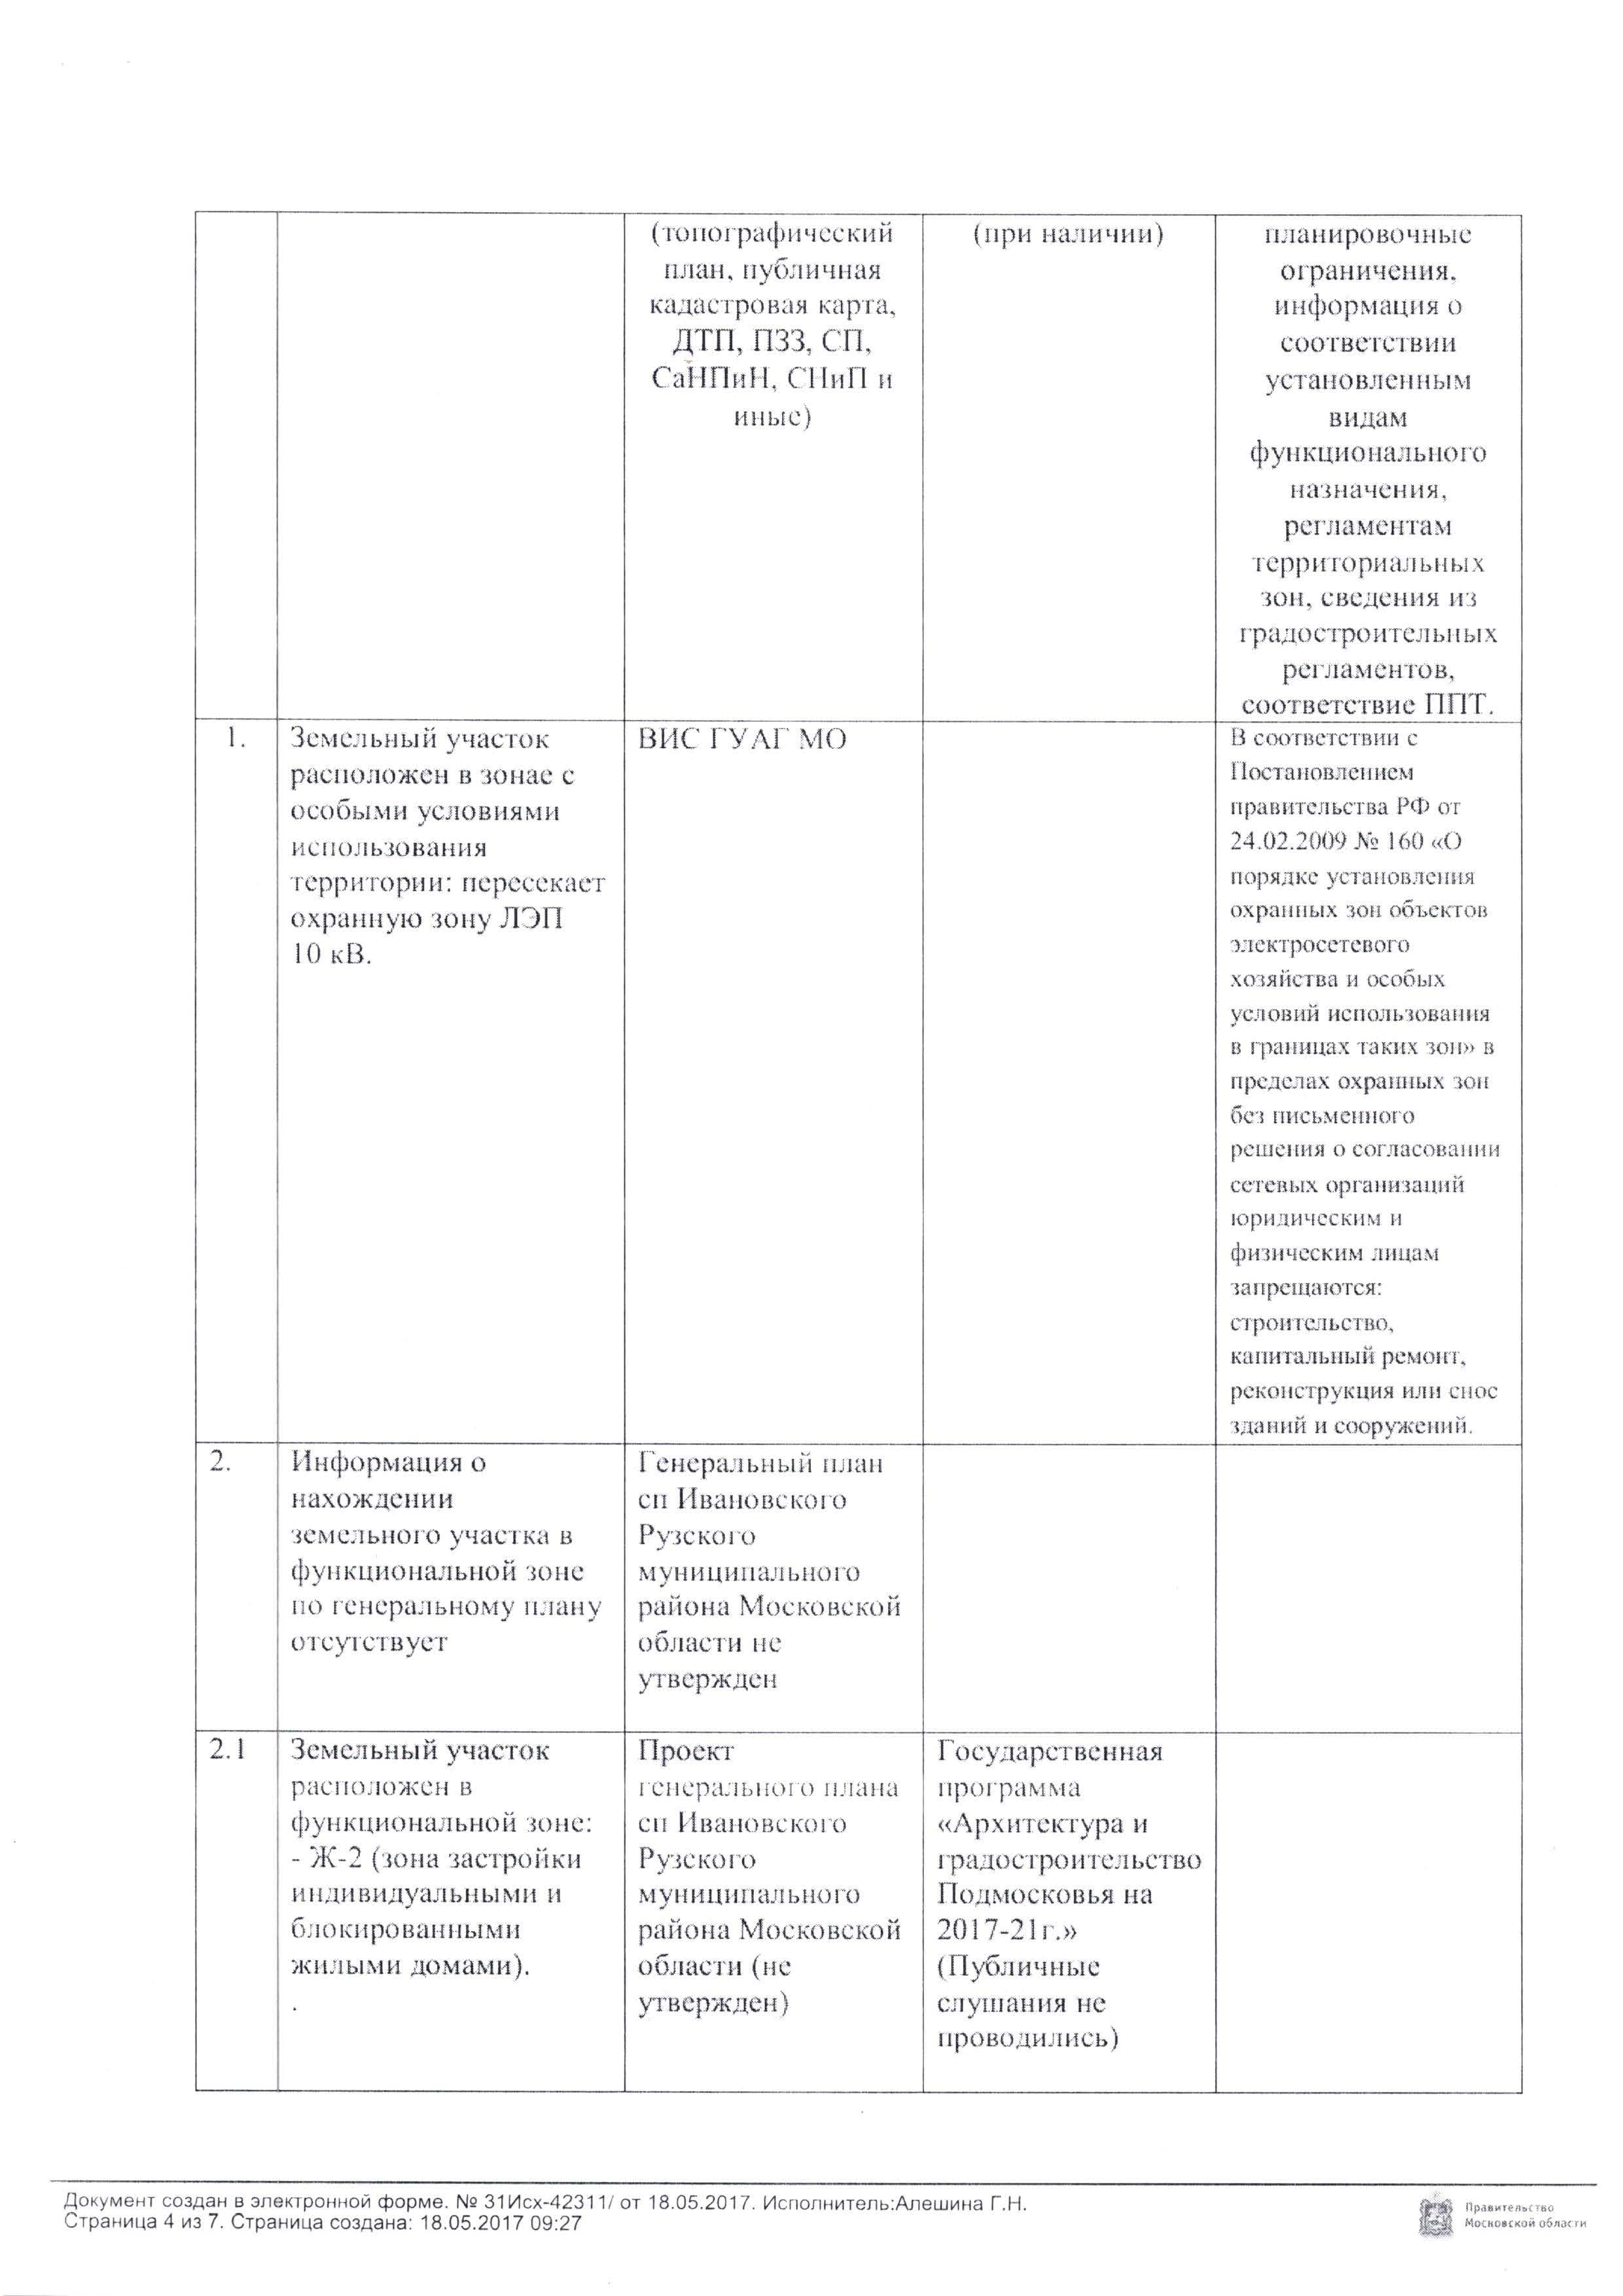 (топографический
план, публичная
кадастровая карта,
ДТП, ПЗЗ, СП,
СаНПиН, СНиП и
иные)
(при наличии)
планировочные
ограничения,
информация о
соответствии
установленным
видам
функционального
назначения,
регламентам
территориальных
зон, сведения из
градостроительных
регламентов,
соответствие ППТ.
1.
Земельный участок
расположен в зонае с
особыми условиями
использования
территории: пересекает
охранную зону ЛЭП
10 кВ.
ВИС ГУАГ МО
В соответствии с
Постановлением
правительства РФ от
24.02.2009 № 160 «О
порядке установления
охранных зон объектов
электросетевого
хозяйства и особых
условий использования
в границах таких зон» в
пределах охранных зон
без письменного
решения о согласовании
сетевых организаций
юридическим и
физическим лицам
запрещаются:
строительство,
капитальный ремонт,
реконструкция или снос
зданий и сооружений.
2.
Информация о
нахождении
земельного участка в
функциональной зоне
по генеральному плану
отсутствует
Генеральный план
сп Ивановского
Рузского
муниципального
района Московской
области не
утвержден
2.1
Земельный участок
расположен в
функциональной зоне:
- Ж-2 (зона застройки
индивидуальными и
блокированными
жилыми домами).
.
Проект
генерального плана
сп Ивановского
Рузского
муниципального
района Московской
области (не
утвержден)
Государственная
программа
«Архитектура и
градостроительство
Подмосковья на
2017-21г.»
(Публичные
слушания не
проводились)
Документ создан в электронной форме. № 31Исх-42311/ от 18.05.2017. Исполнитель:Алешина Г.Н.
Страница 4 из 7. Страница создана: 18.05.2017 09:27
Правительство
Московской области